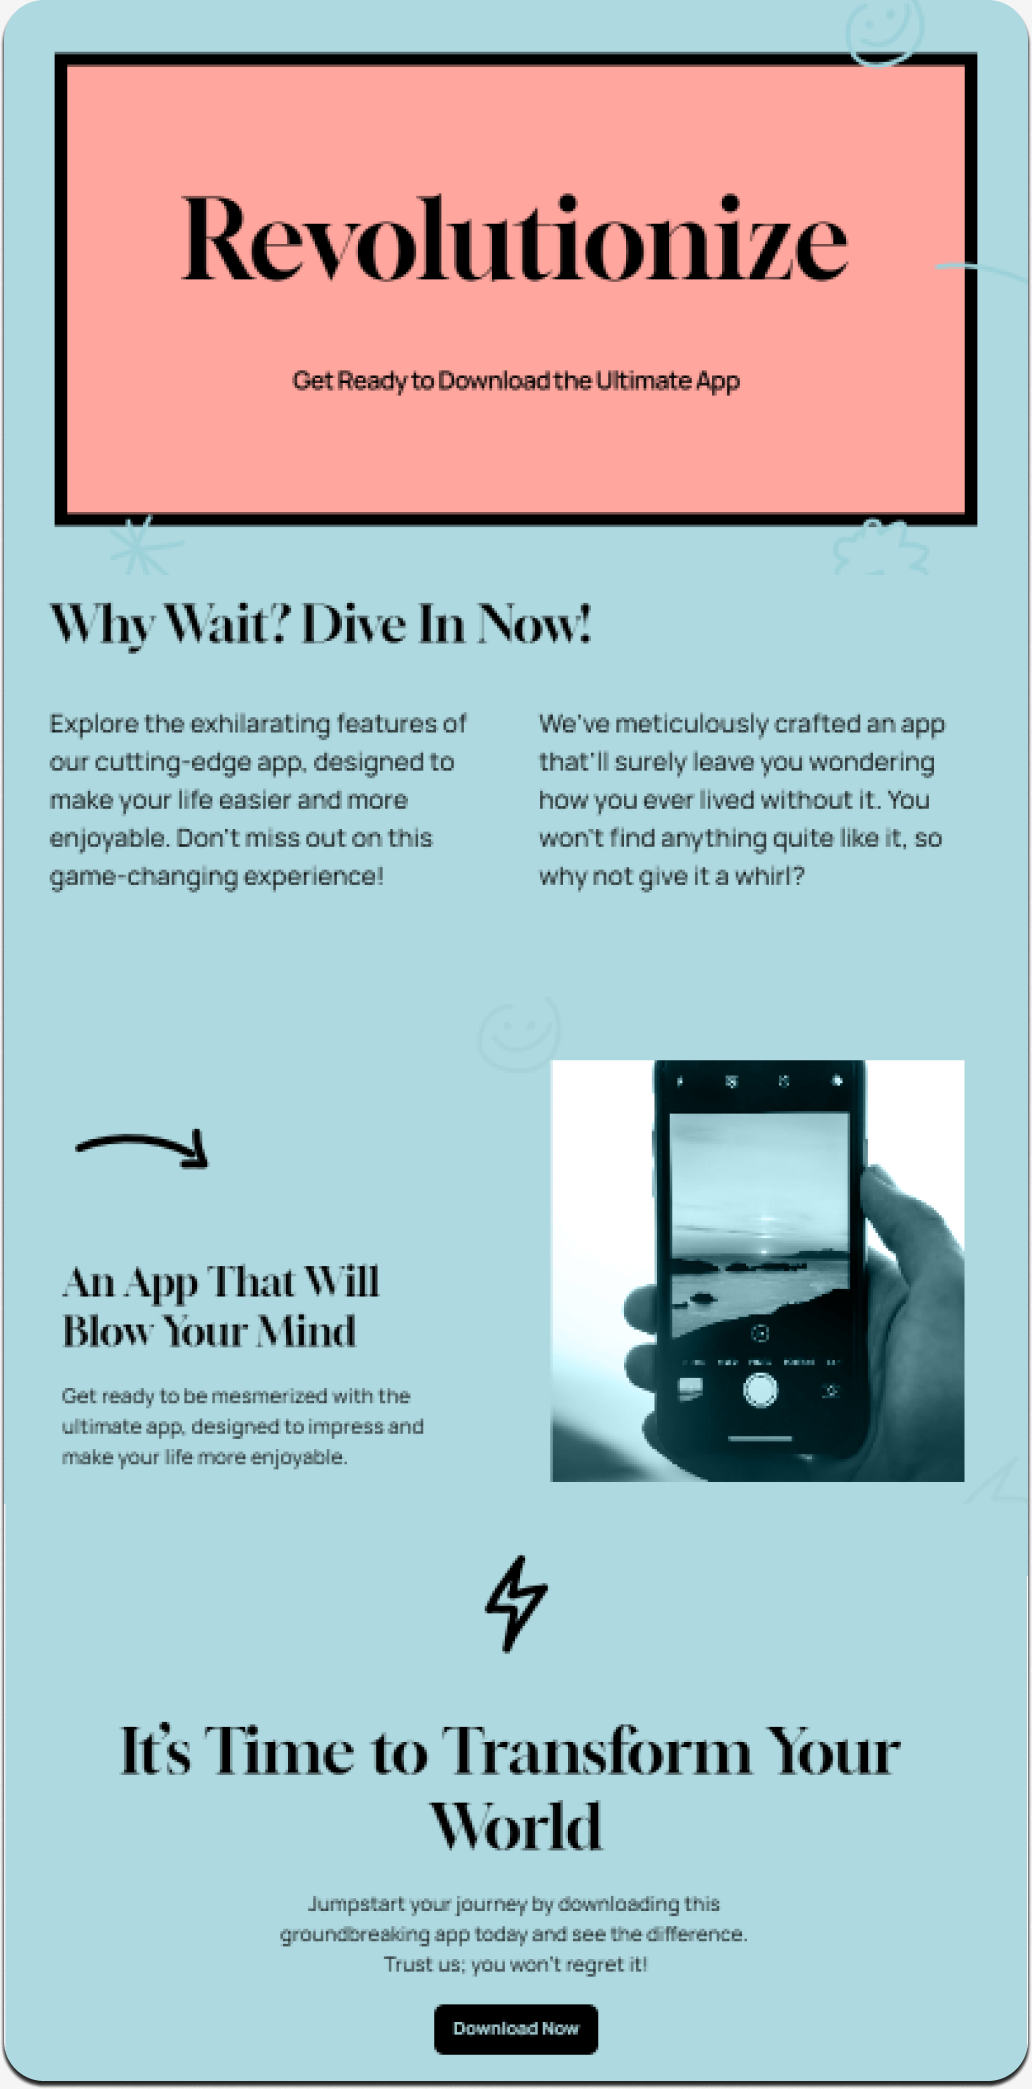 Revolutionize
Get Ready to Download the Ultimate App
Why Wait? Dive In Now!
Explore the exhilarating features of
our cutting-edge app, designed to
make your life easier and more
enjoyable. Don't miss out on this
game-changing experience!
We've meticulously crafted an app
that'll surely leave you wondering
how you ever lived without it. You
won't find anything quite like it, so
why not give it a whirl?
An App That Will
Blow Your Mind
Get ready to be mesmerized with the
ultimate app, designed to impress and
make your life more enjoyable.
It's Time to Transform Your
World
Jumpstart your journey by downloading this
groundbreaking app today and see the difference.
Trust us; you won't regret it!
Download Now